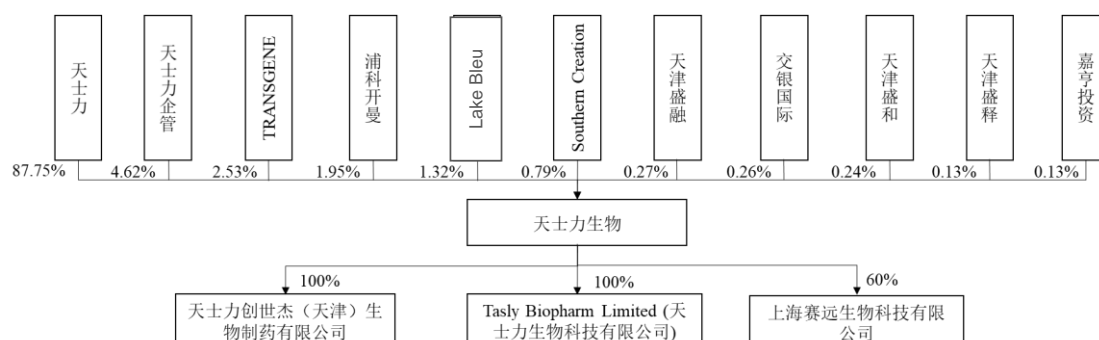 天士力
天士力企管
TRANSGENE
浦科开曼
Lake Bleu
Southern Creation
天津盛融
交银国际
天津盛和
天津盛释
嘉亨投资
87.75%
4.62%
2.53%
1.95%
1.32%
0.79%
0.27%
0.26%
0.24%
0.13%
0.13%
天士力生物
100%
100%
60%
天士力创世杰（天津）生
物制药有限公司
Tasly Biopharm Limited (天
士力生物科技有限公司)
上海赛远生物科技有限
公司